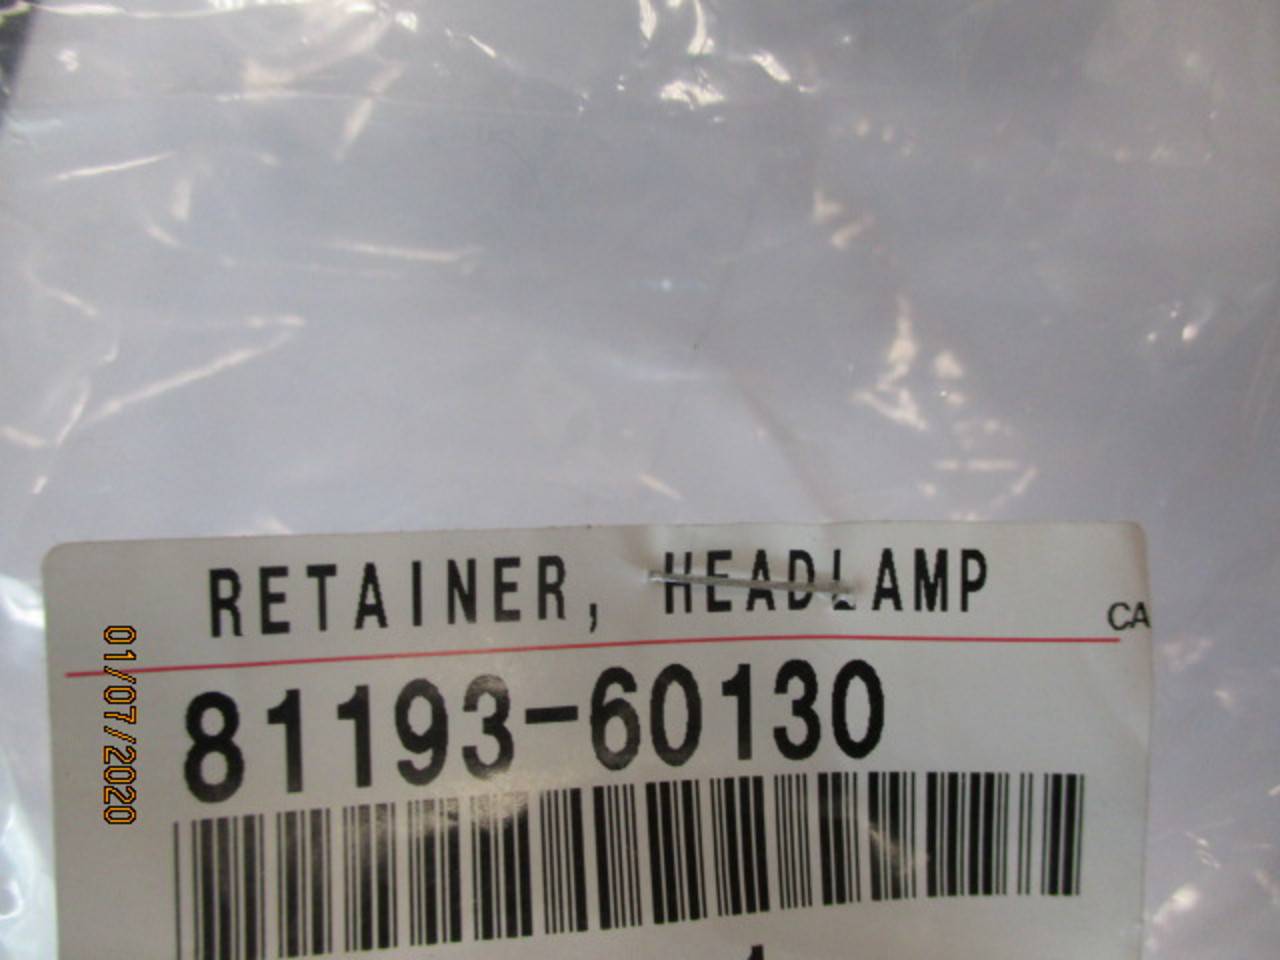 RETAINER, HEADLAMP
CA
81193-60130
01/07/2020